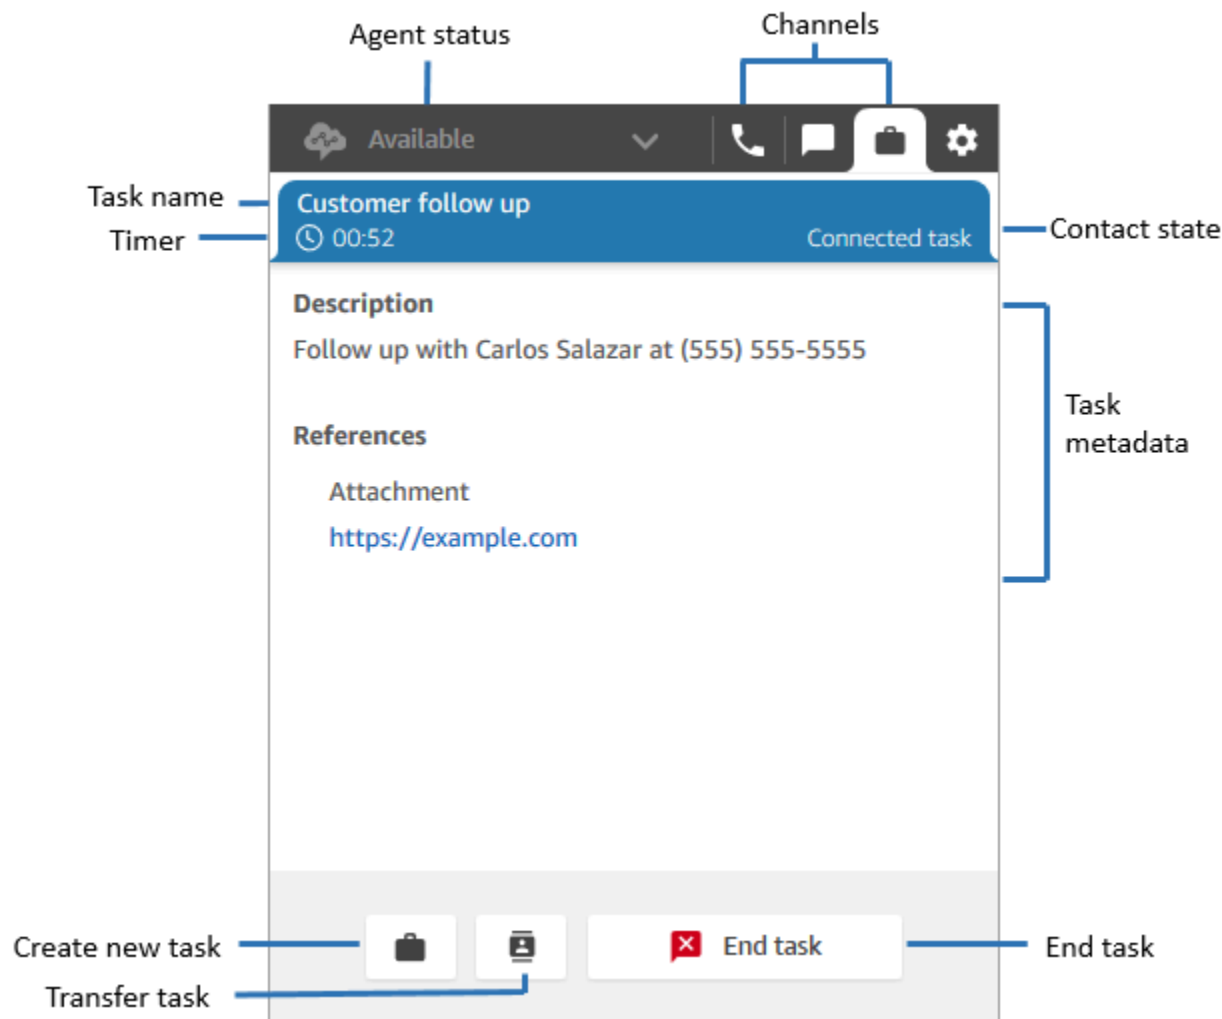 Agent status
Channels
Available
Task name
Customer follow up
Timer
00:52
Connected task
Contact state
Description
Follow up with Carlos Salazar at (555) 555-5555
Task
metadata
References
Attachment
https://example.com
Create new task
End task
End task
Transfer task